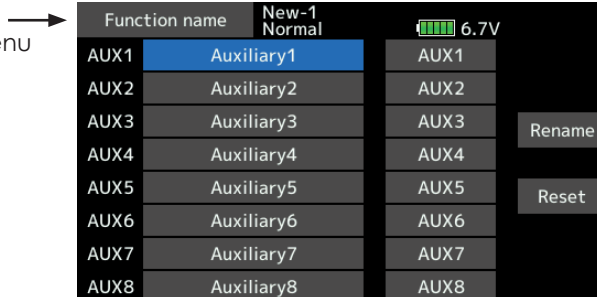 Function name New-1
Normal 6.7V
enu
AUX1 Auxiliary1 AUX1
AUX2 Auxiliary2 AUX2
AUX3 Auxiliary3 AUX3
Rename
AUX4 Auxiliary4 AUX4
AUX5 Auxiliary5 AUX5
Reset
AUX6 Auxiliary6 AUX6
AUX7 Auxiliary7 AUX7
AUX8 Auxiliary8 AUX8